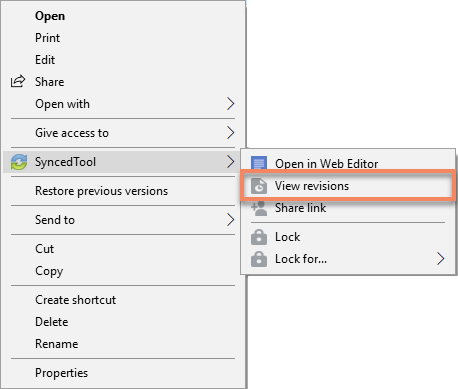 Open
Print
Edit
Share
Open with
Give access to
SyncedTool
Restore previous versions
Send to
Cut
Copy
Create shortcut
Delete
Rename
Properties
Open in Web Editor
View revisions
Share link
Lock
Lock for...